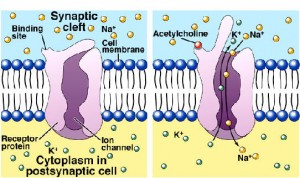 Synaptic
cleft
Binding
site
Na⁺
Cell
membrane
Receptor
protein
Ion
channel
K⁺
Cytoplasm in
postsynaptic cell
Acetylcholine
K⁺
Na⁺
K⁺
Na⁺